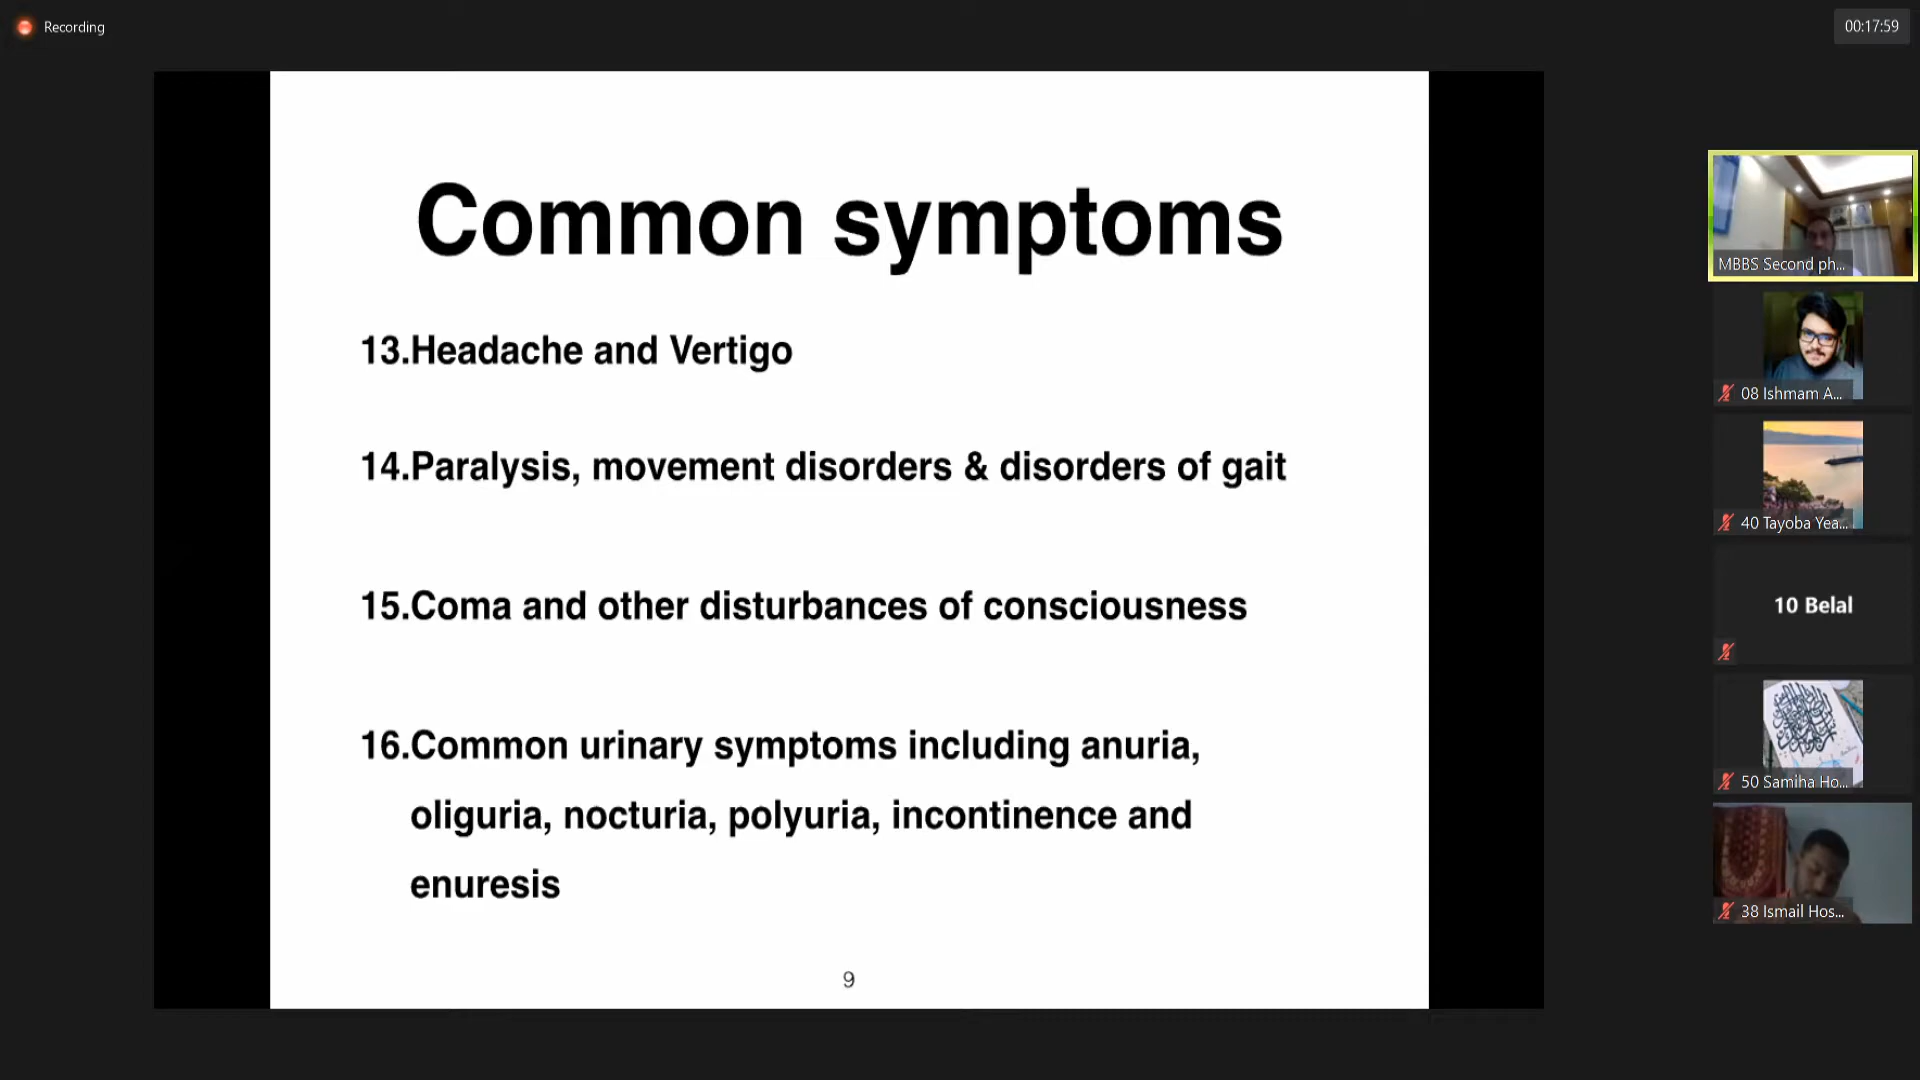 Recording
00:17:59
Common symptoms
13.Headache and Vertigo
14.Paralysis, movement disorders & disorders of gait
15.Coma and other disturbances of consciousness
16.Common urinary symptoms including anuria,
oliguria, nocturia, polyuria, incontinence and
enuresis
9
MBBS Second ph...
08 Ishmam A...
40 Tayoba Yea...
10 Belal
50 Samiha Ho...
38 Ismail Hos...